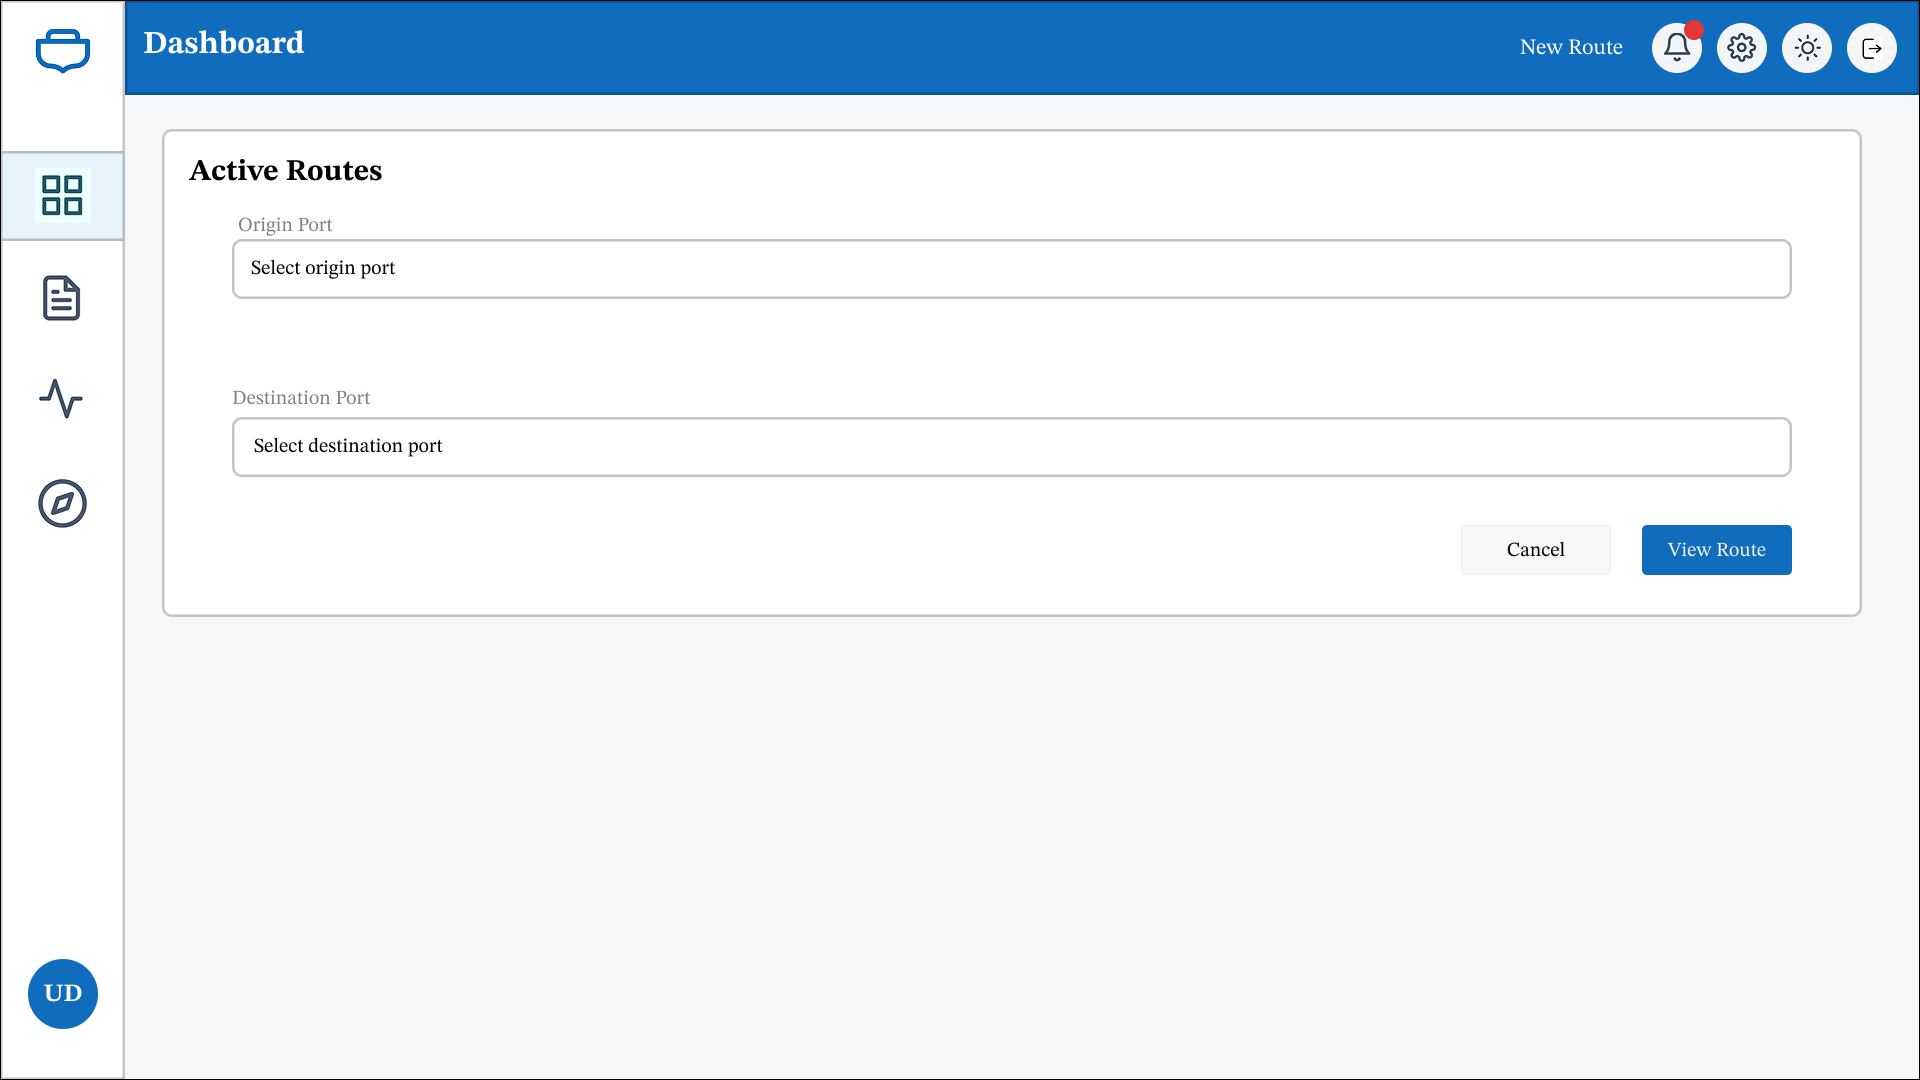 Dashboard
New Route
Active Routes
Origin Port
Select origin port
Destination Port
Select destination port
Cancel
View Route
UD